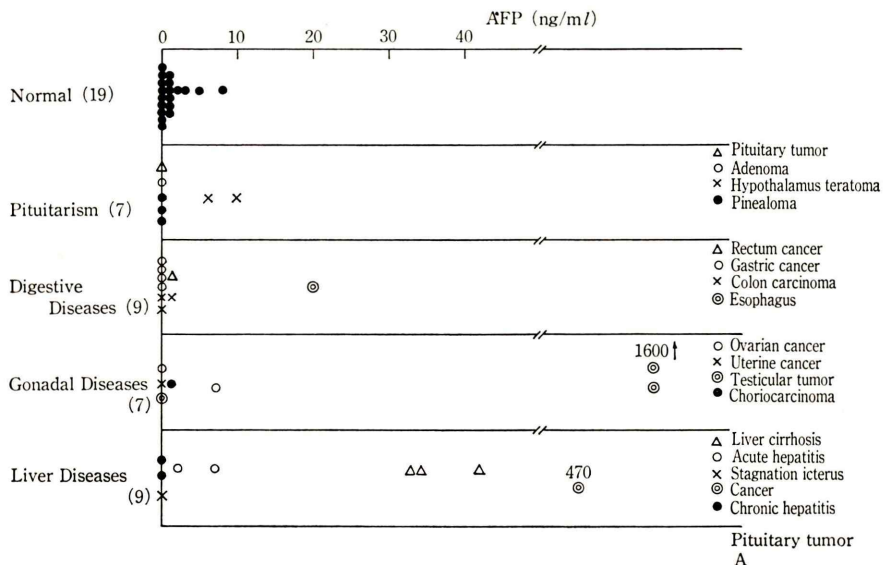 AFP (ng/ml)
0 10 20 30 40
Normal (19)
Pituitary tumor
Adenoma
Hypothalamus teratoma
Pinealoma
Pituitarism (7)
Rectum cancer
Gastric cancer
Colon carcinoma
Esophagus
Digestive
Diseases (9)
1600
Ovarian cancer
Uterine cancer
Testicular tumor
Choriocarcinoma
Gonadal Diseases
(7)
Liver cirrhosis
Acute hepatitis
Stagnation icterus
Cancer
Chronic hepatitis
Liver Diseases
(9)
470
Pituitary tumor
A